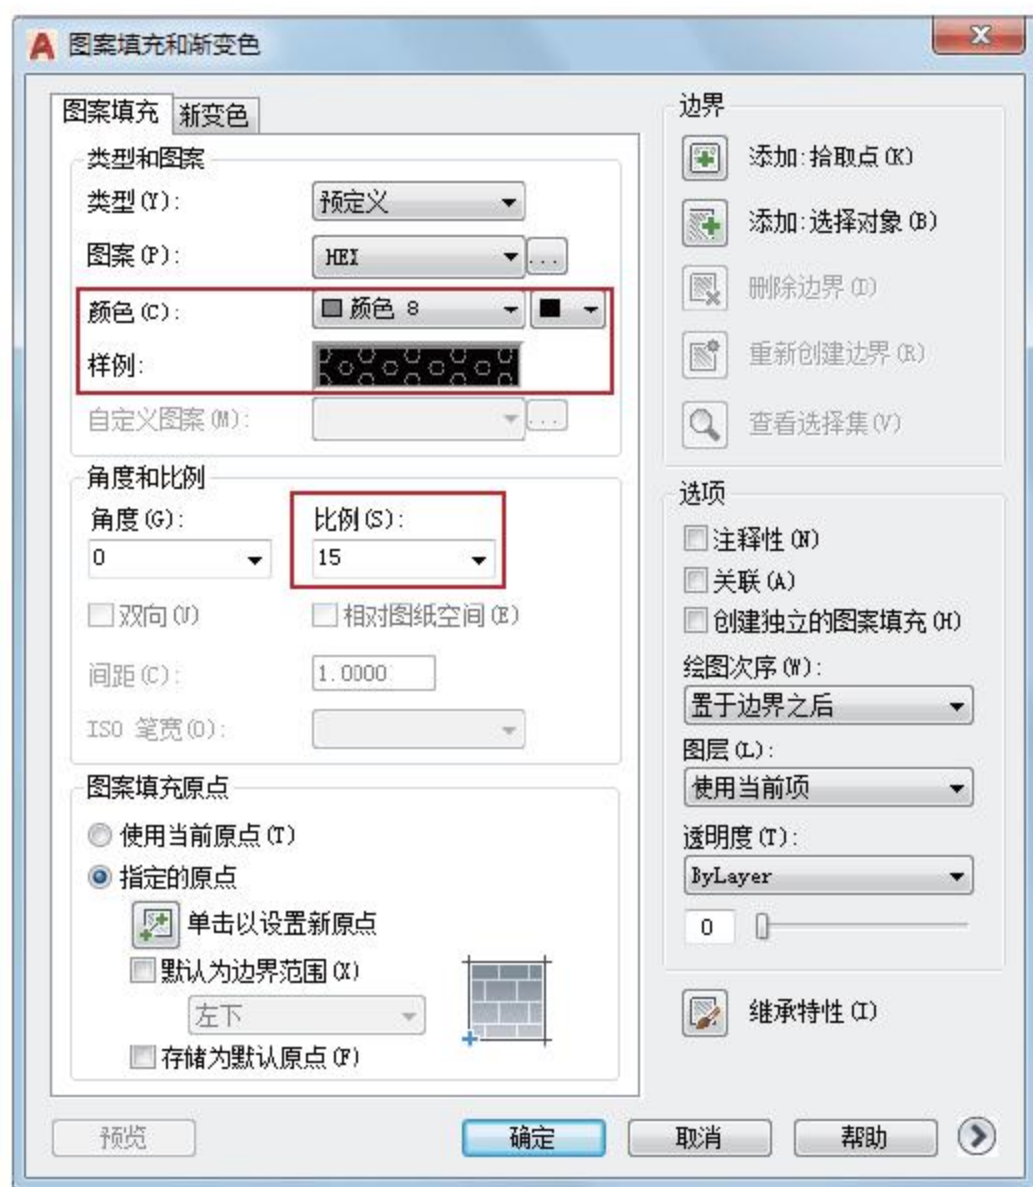 图案填充和渐变色
图案填充
渐变色
类型和图案
类型(Y):
预定义
图案(P):
HEX
...
颜色(C):
颜色 8
样例:
自定义图案(M):
...
角度和比例
角度(G):
比例(S):
0
15
双向(U)
相对图纸空间(E)
间距(C):
1.0000
ISO 笔宽(O):
图案填充原点
使用当前原点(T)
指定的原点
单击以设置新原点
默认为边界范围(X)
左下
存储为默认原点(F)
边界
添加:拾取点(K)
添加:选择对象(B)
删除边界(D)
重新创建边界(R)
查看选择集(V)
选项
注释性(N)
关联(A)
创建独立的图案填充(H)
绘图次序(W):
置于边界之后
图层(L):
使用当前项
透明度(T):
ByLayer
0
继承特性(I)
预览
确定
取消
帮助